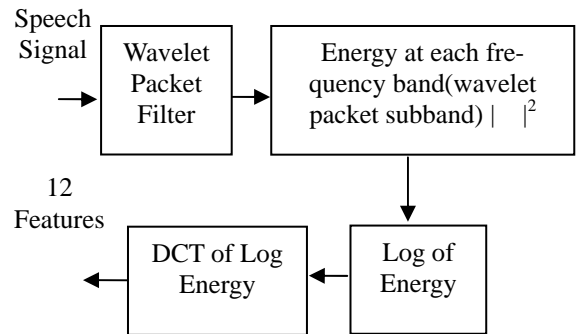 Speech
Signal
Wavelet
Packet
Filter
Energy at each fre-
quency band(wavelet
packet subband) |   |²
12
Features
DCT of Log
Energy
Log of
Energy